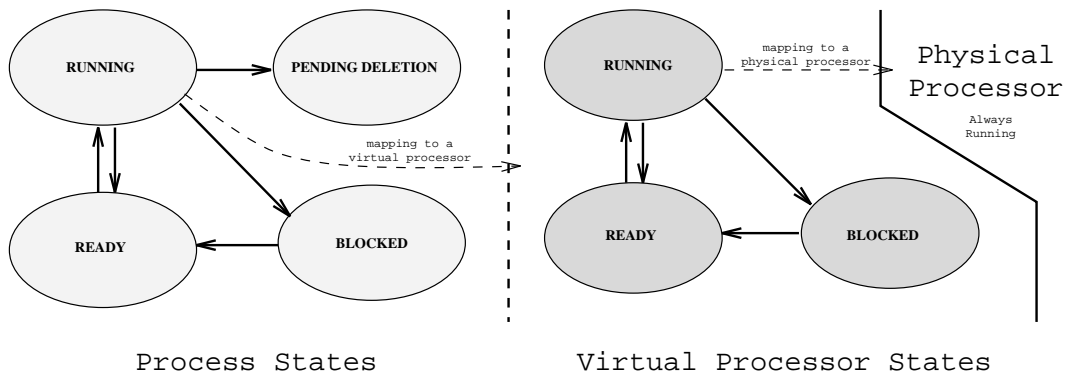 RUNNING
PENDING DELETION
mapping to a
virtual processor
READY
BLOCKED
Process States
RUNNING
mapping to a
physical processor
Physical
Processor
Always
Running
READY
BLOCKED
Virtual Processor States